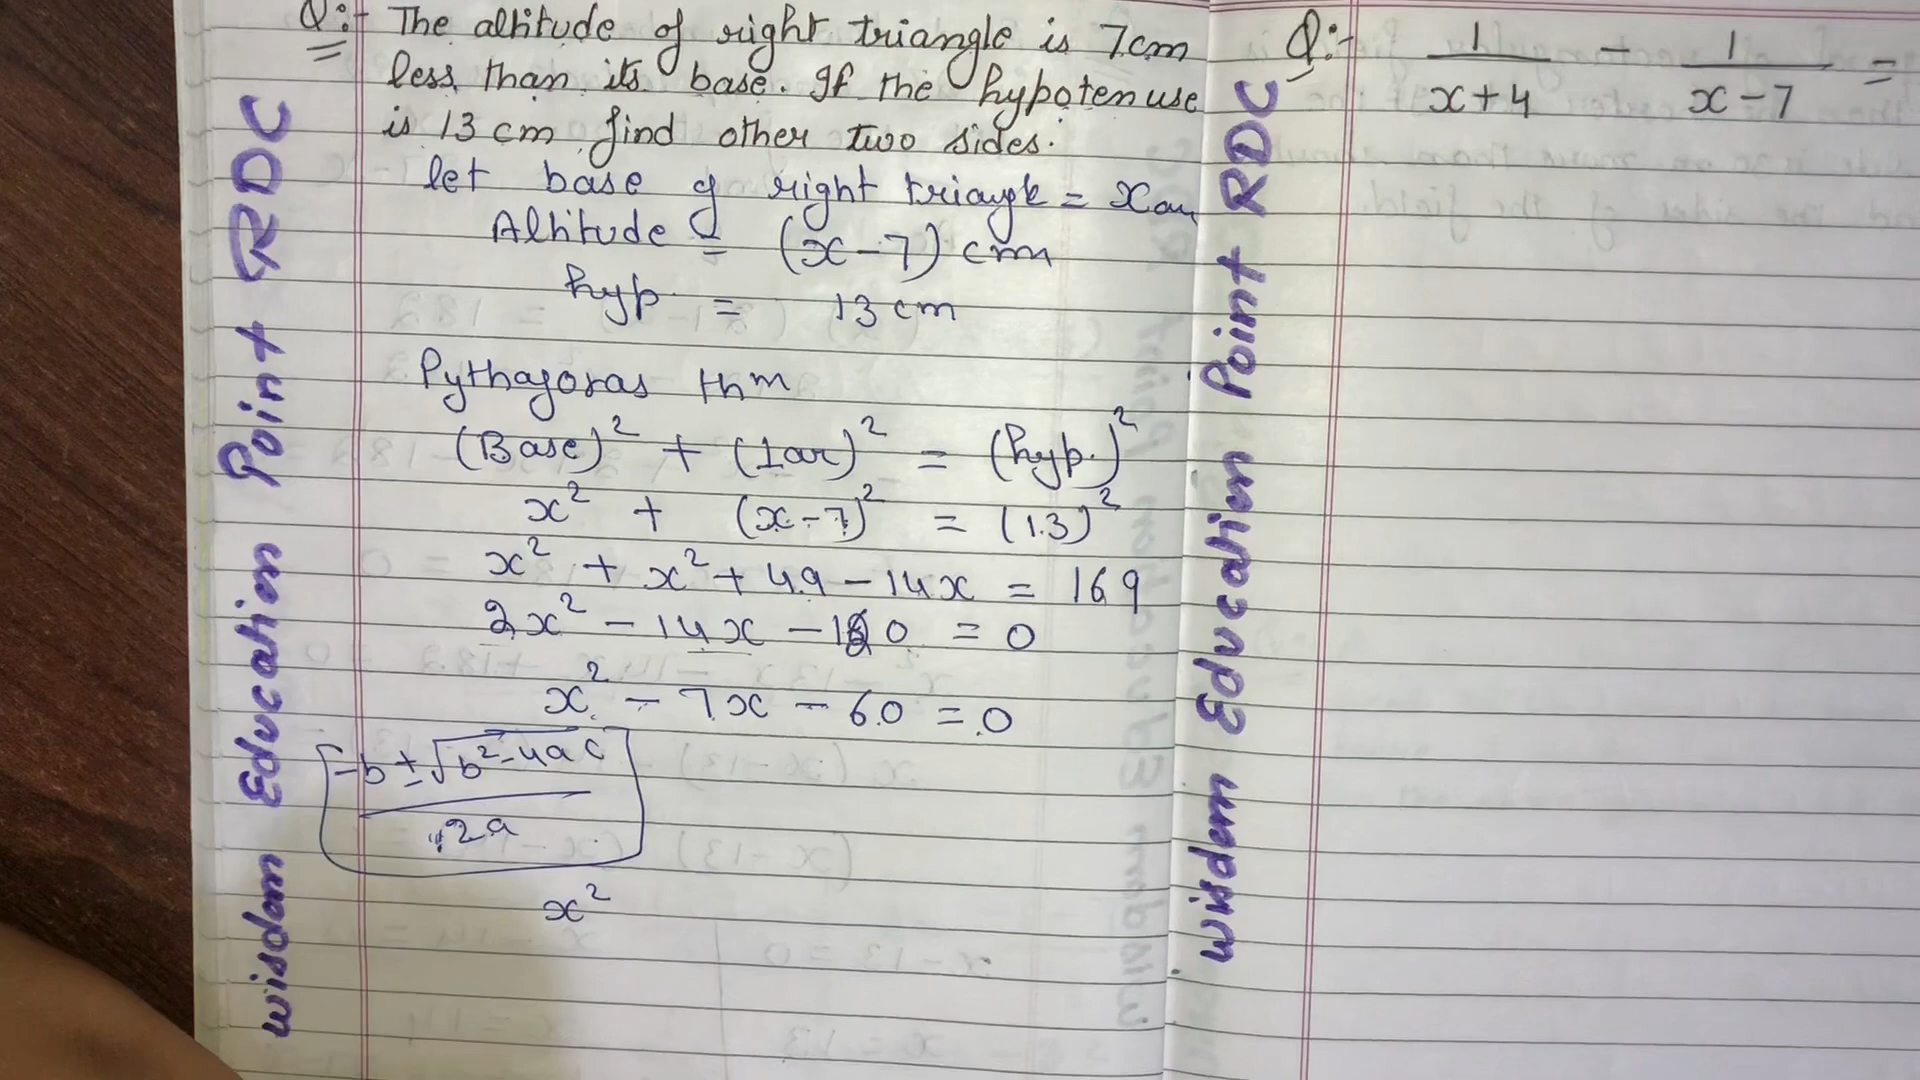 Q:- The altitude of right triangle is 7cm
less than its base. If the hypotenuse
is 13 cm find other two sides.
let base of right triangle = x cm
Altitude = (x-7) cm
hyp. = 13 cm
Pythagoras thm
(Base)² + (Lar)² = (hyp.)²
x² + (x-7)² = (13)²
x² + x² + 49 - 14x = 169
2x² - 14x - 120 = 0
x² - 7x - 60 = 0
-b ± √b²-4ac
2a
x²
Q:- 1 - 1 =
x+4 x-7
wisdom Education Point RDC
wisdom Education Point RDC